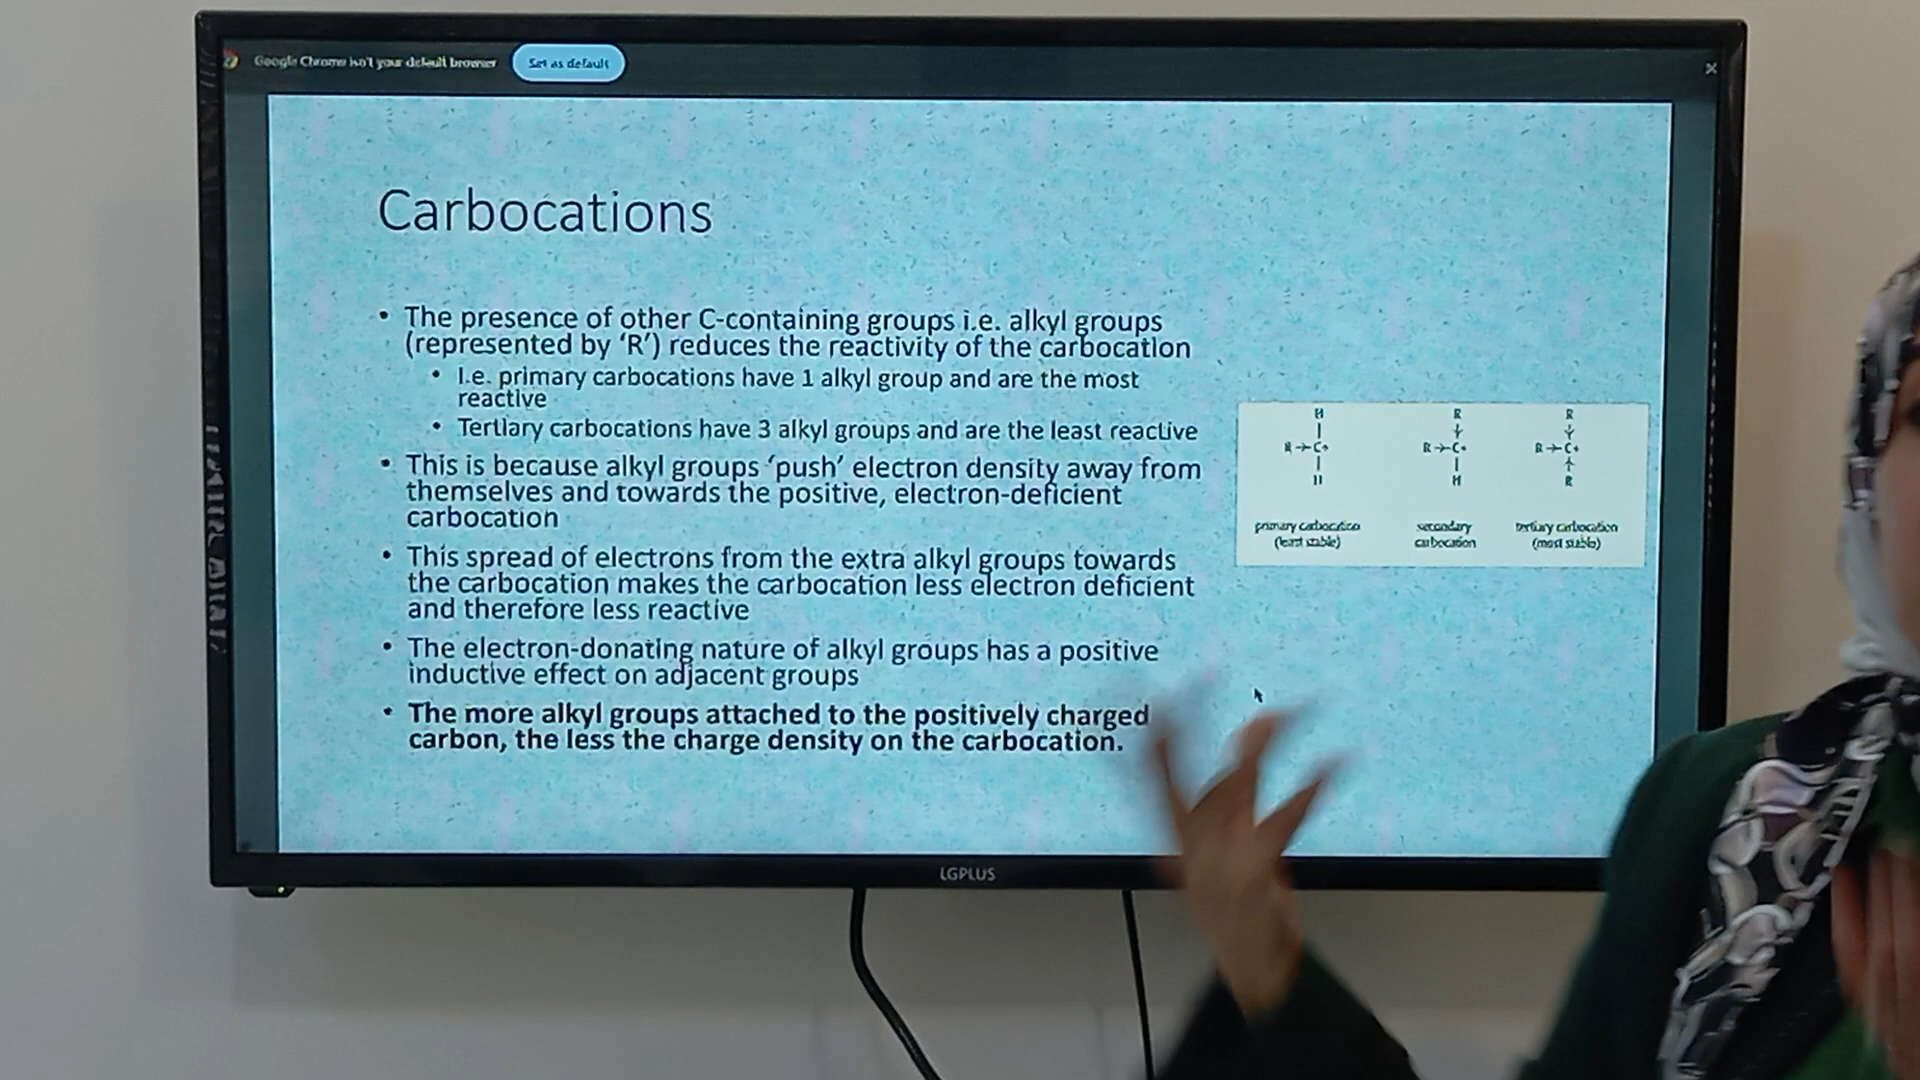 Google Chrome isn't your default browser
Set as default
Carbocations
• The presence of other C-containing groups i.e. alkyl groups
(represented by ‘R’) reduces the reactivity of the carbocation
• I.e. primary carbocations have 1 alkyl group and are the most
reactive
• Tertiary carbocations have 3 alkyl groups and are the least reactive
• This is because alkyl groups ‘push’ electron density away from
themselves and towards the positive, electron-deficient
carbocation
• This spread of electrons from the extra alkyl groups towards
the carbocation makes the carbocation less electron deficient
and therefore less reactive
• The electron-donating nature of alkyl groups has a positive
inductive effect on adjacent groups
• The more alkyl groups attached to the positively charged
carbon, the less the charge density on the carbocation.
H R R
R→C+ R→C+ R→C+
H H R
primary carbocation secondary tertiary carbocation
(least stable) carbocation (most stable)
LGPLUS